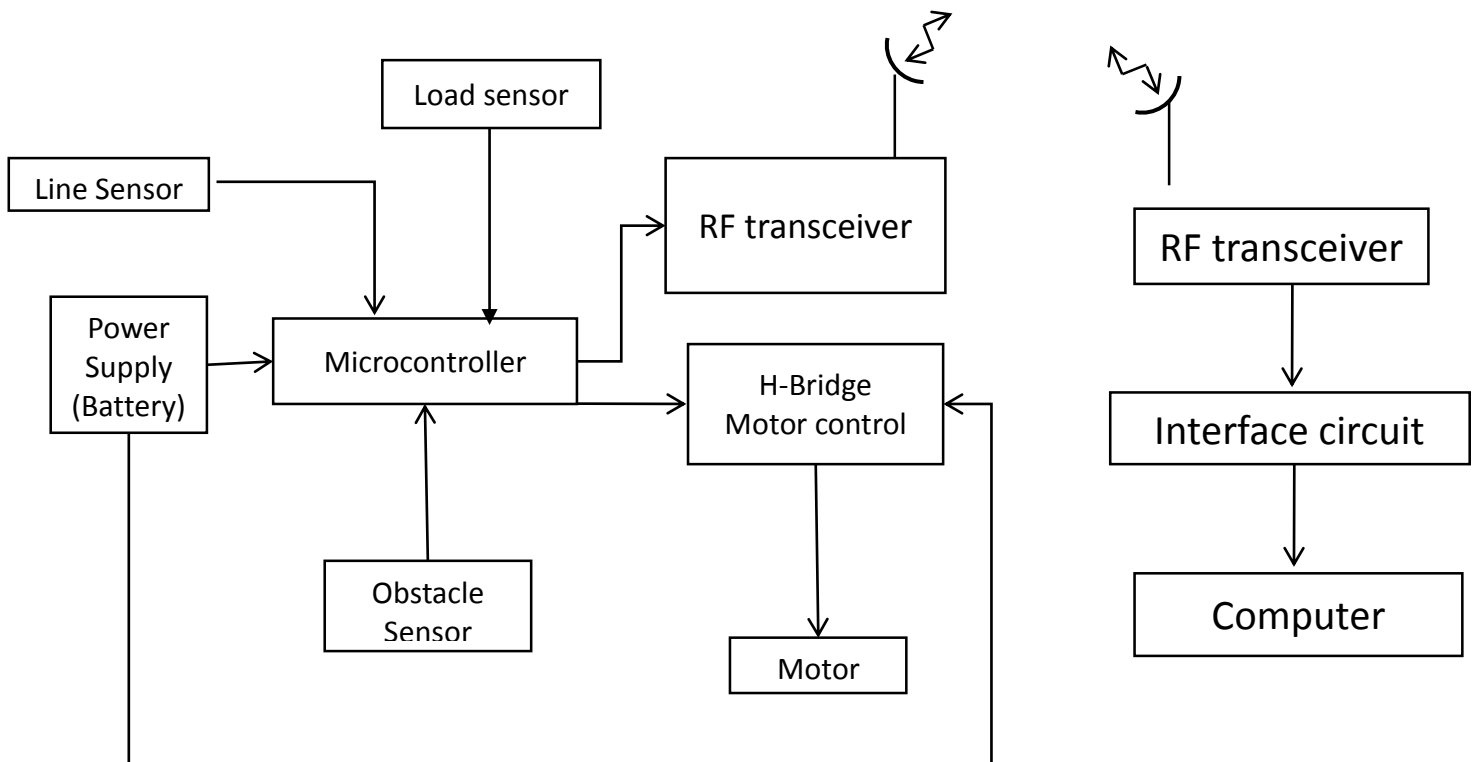 Load sensor
Line Sensor
RF transceiver
RF transceiver
Power
Supply
(Battery)
Microcontroller
H-Bridge
Motor control
Interface circuit
Obstacle
Sensor
Motor
Computer